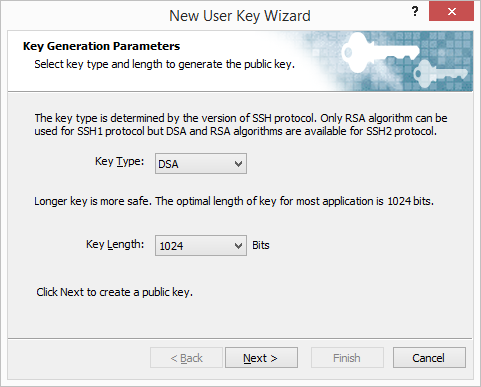 New User Key Wizard
?
Key Generation Parameters
Select key type and length to generate the public key.
The key type is determined by the version of SSH protocol. Only RSA algorithm can be
used for SSH1 protocol but DSA and RSA algorithms are available for SSH2 protocol.
Key Type: DSA
Longer key is more safe. The optimal length of key for most application is 1024 bits.
Key Length: 1024 Bits
Click Next to create a public key.
< Back Next > Finish Cancel